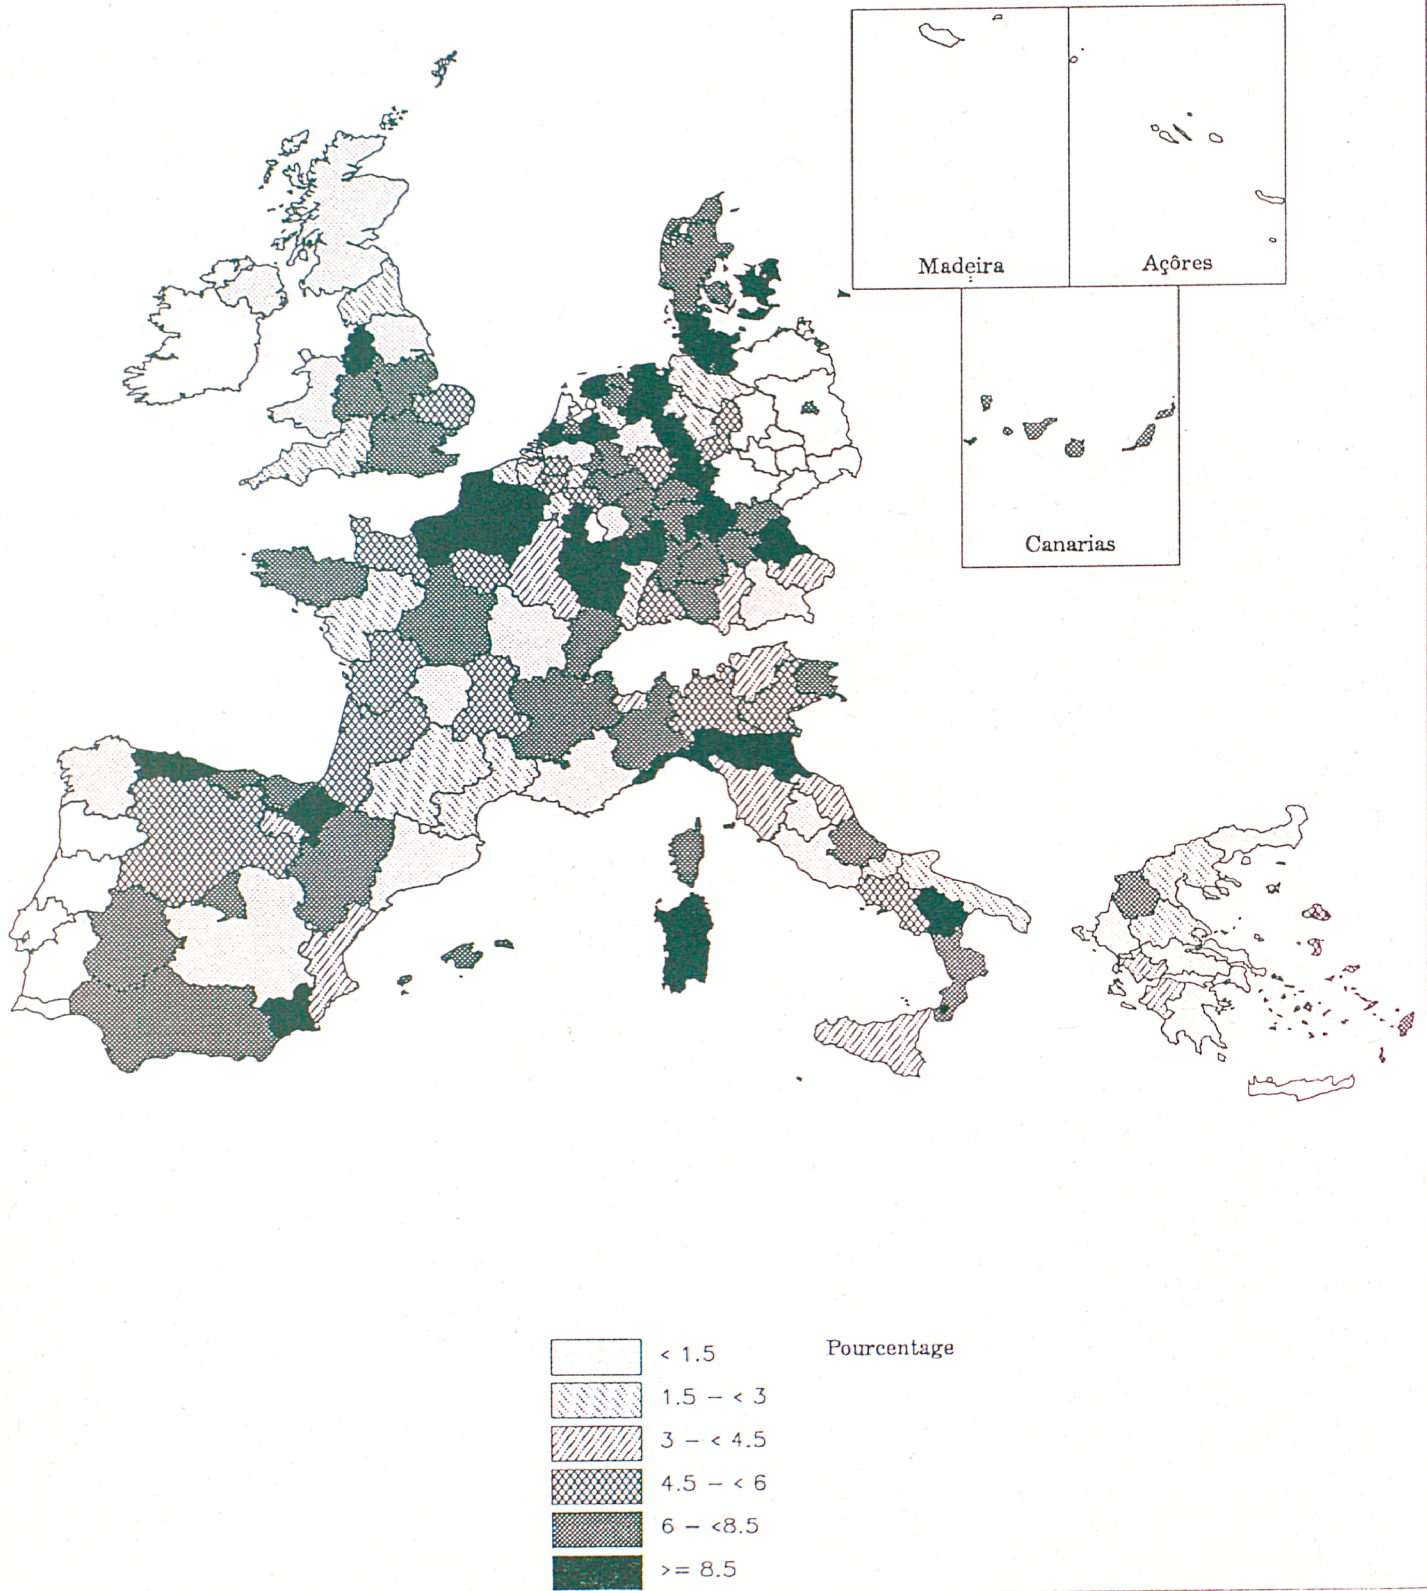 Madeira
Açôres
Canarias
Pourcentage
< 1.5
1.5 – < 3
3 – < 4.5
4.5 – < 6
6 – <8.5
>= 8.5